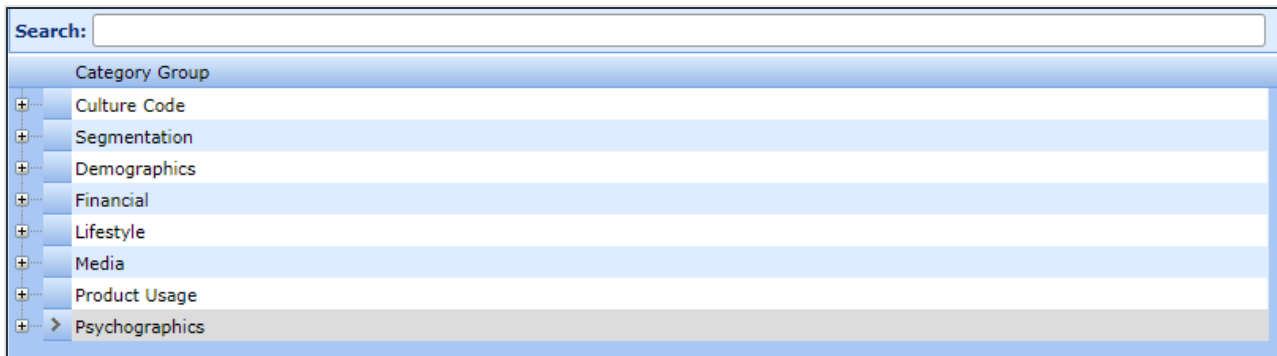 Search:
Category Group
Culture Code
Segmentation
Demographics
Financial
Lifestyle
Media
Product Usage
Psychographics